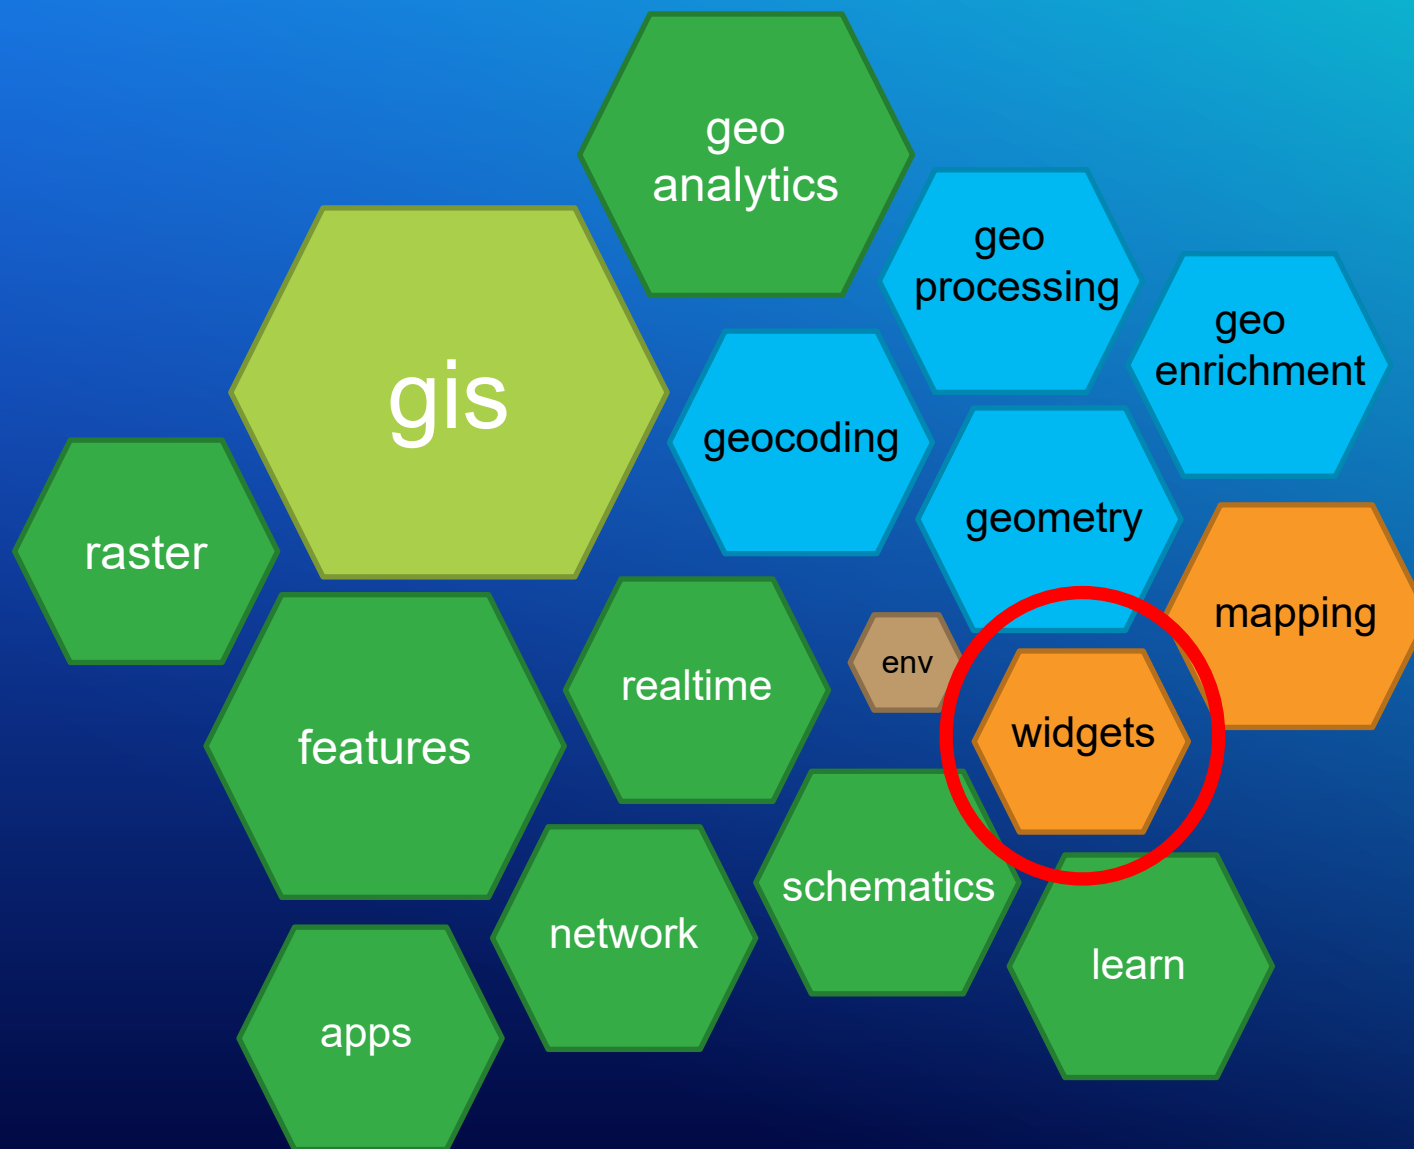 geo
analytics
geo
processing
geo
enrichment
gis
geocoding
geometry
raster
mapping
env
realtime
widgets
features
schematics
network
learn
apps